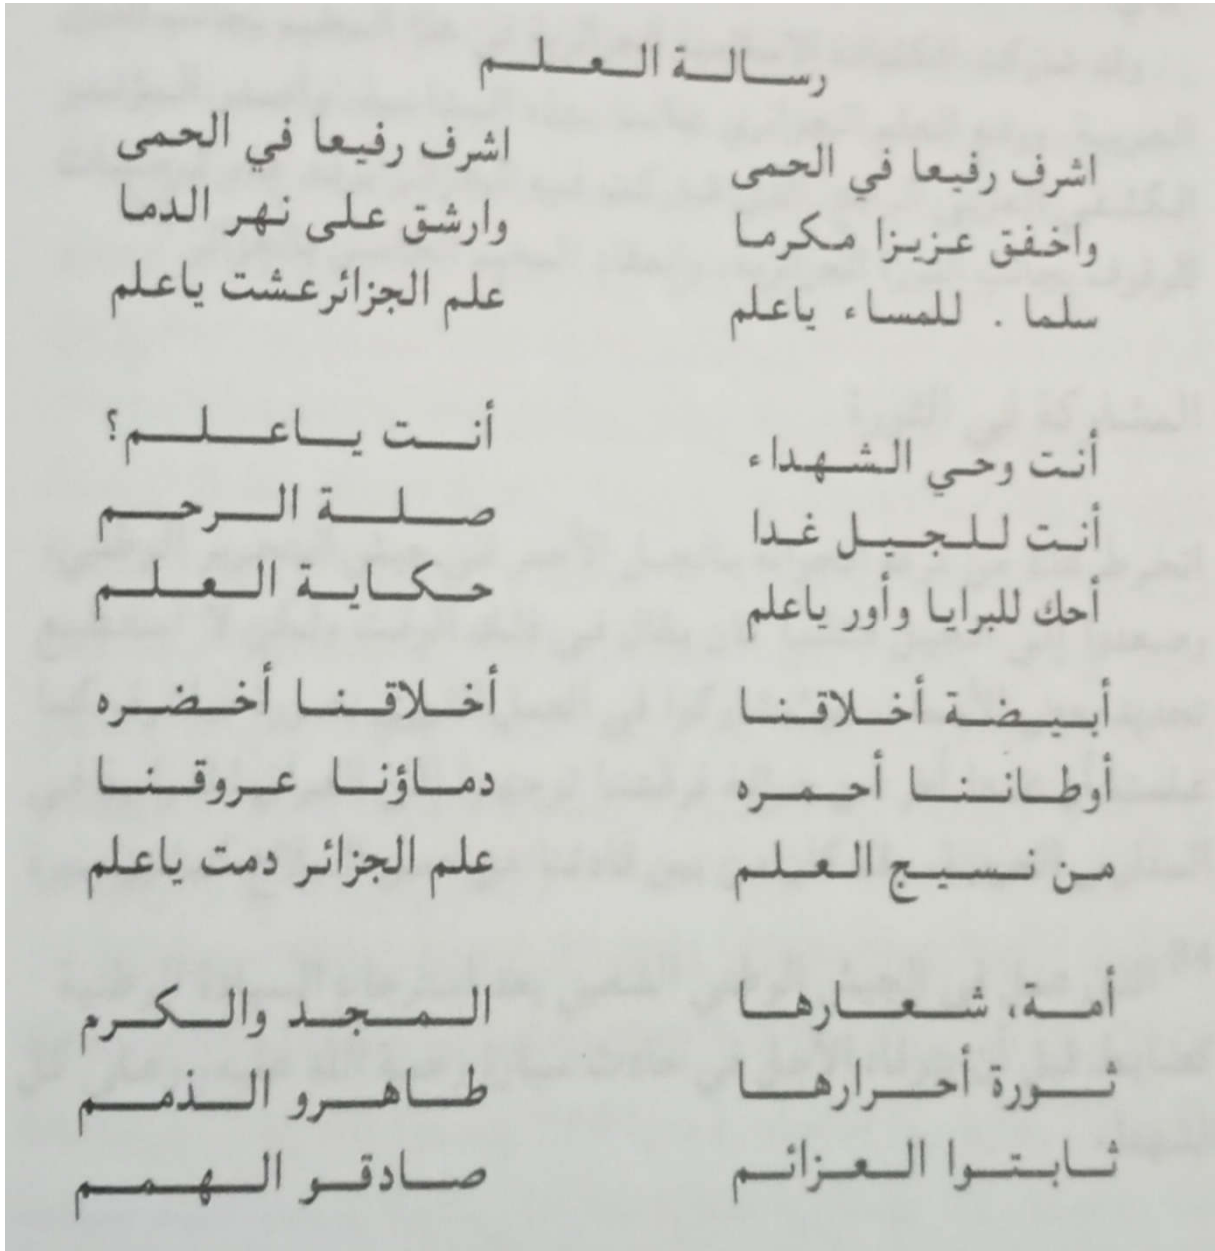 رسالة العلم
اشرف رفيعا في الحمى اشرف رفيعا في الحمى
واخفق عزيزا مكرما وارشق على نهر الدما
سلما . للمساء ياعلم علم الجزائرعشت ياعلم
أنت وحي الشهداء أنت ياعلم؟
أنت للجيل غدا صلة الرحم
أحك للبرايا وأور ياعلم حكاية العلم
أبيضة أخلاقنا أخلاقنا أخضره
أوطاننا أحمره دماؤنا عروقنا
من نسيج العلم علم الجزائر دمت ياعلم
أمة، شعارها المجد والكرم
ثورة أحرارها طاهرو الذمم
ثابتوا العزائم صادقو الهمم